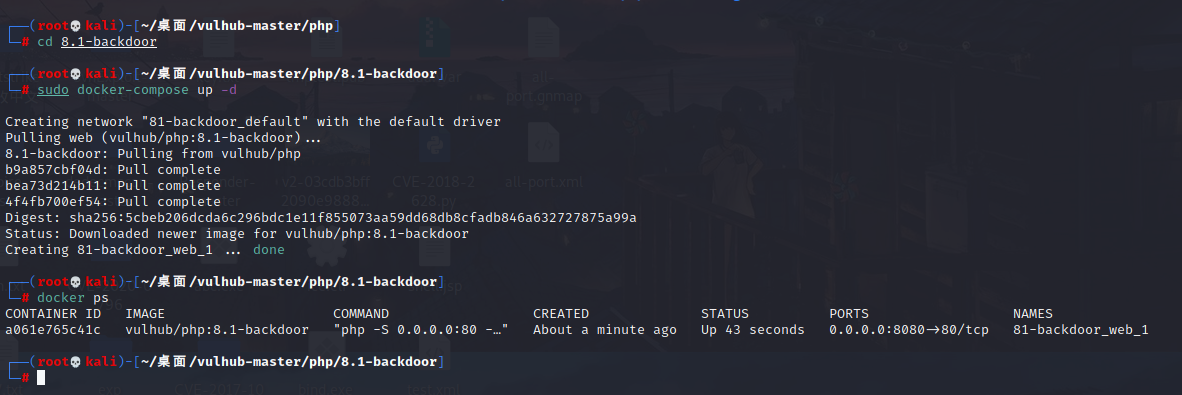 ┌──(root💀kali)-[~/桌面/vulhub-master/php]
└─# cd 8.1-backdoor
┌──(root💀kali)-[~/桌面/vulhub-master/php/8.1-backdoor]
└─# sudo docker-compose up -d
Creating network "81-backdoor_default" with the default driver
Pulling web (vulhub/php:8.1-backdoor)...
8.1-backdoor: Pulling from vulhub/php
b9a857cbf04d: Pull complete
bea73d214b11: Pull complete
4f4fb700ef54: Pull complete
Digest: sha256:5cbeb206dcda6c296bdc1e11f855073aa59dd68db8cfadb846a632727875a99a
Status: Downloaded newer image for vulhub/php:8.1-backdoor
Creating 81-backdoor_web_1 ... done
┌──(root💀kali)-[~/桌面/vulhub-master/php/8.1-backdoor]
└─# docker ps
CONTAINER ID   IMAGE                     COMMAND                  CREATED              STATUS          PORTS                  NAMES
a061e765c41c   vulhub/php:8.1-backdoor   "php -S 0.0.0.0:80 -…"   About a minute ago   Up 43 seconds   0.0.0.0:8080->80/tcp   81-backdoor_web_1
┌──(root💀kali)-[~/桌面/vulhub-master/php/8.1-backdoor]
└─#